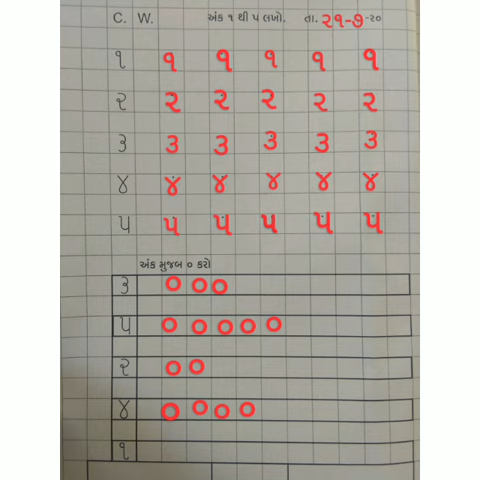 C. W. અંક ૧ થી ૫ લખો. તા. ૨૧-૭-૨૦
૧ ૧ ૧ ૧ ૧ ૧
૨ ૨ ૨ ૨ ૨ ૨
૩ ૩ ૩ ૩ ૩ ૩
૪ ૪ ૪ ૪ ૪ ૪
૫ ૫ ૫ ૫ ૫ ૫
અંક મુજબ ૦ કરો
૩ ૦ ૦ ૦
૫ ૦ ૦ ૦ ૦ ૦
૨ ૦ ૦
૪ ૦ ૦ ૦ ૦
૧